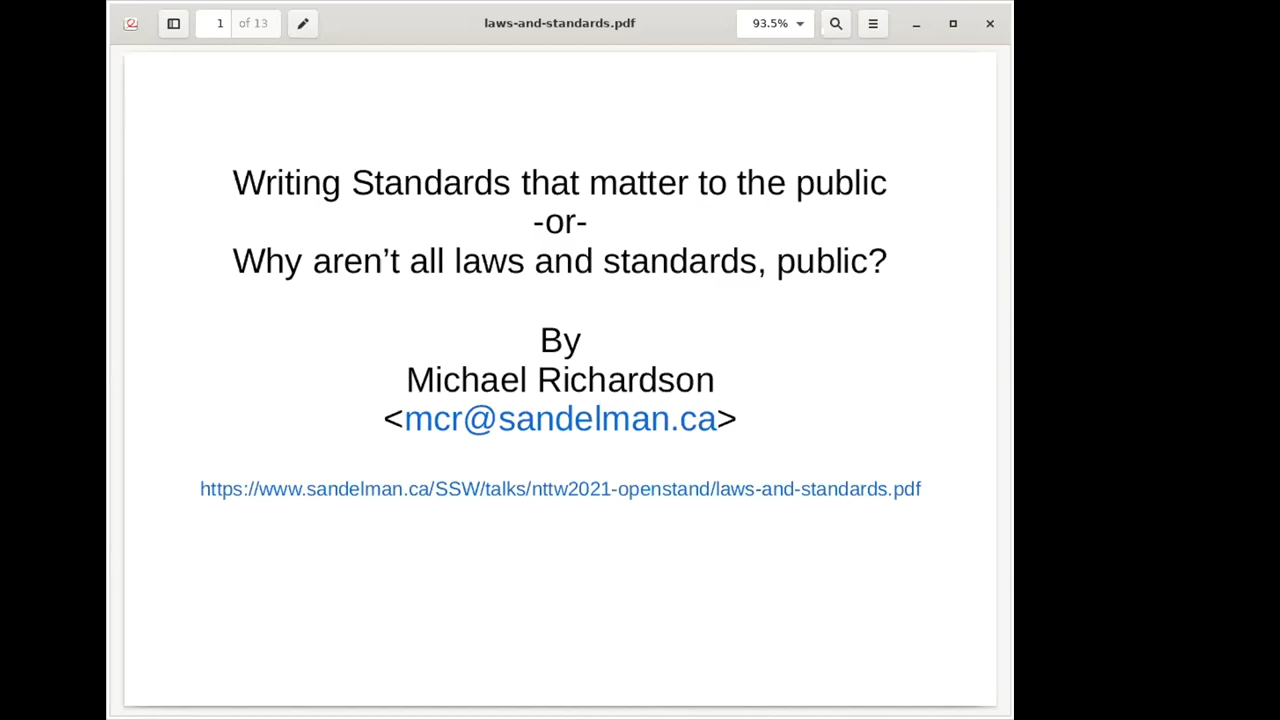 1 of 13 laws-and-standards.pdf 93.5%
Writing Standards that matter to the public
-or-
Why aren’t all laws and standards, public?
By
Michael Richardson
<mcr@sandelman.ca>
https://www.sandelman.ca/SSW/talks/nttw2021-openstand/laws-and-standards.pdf